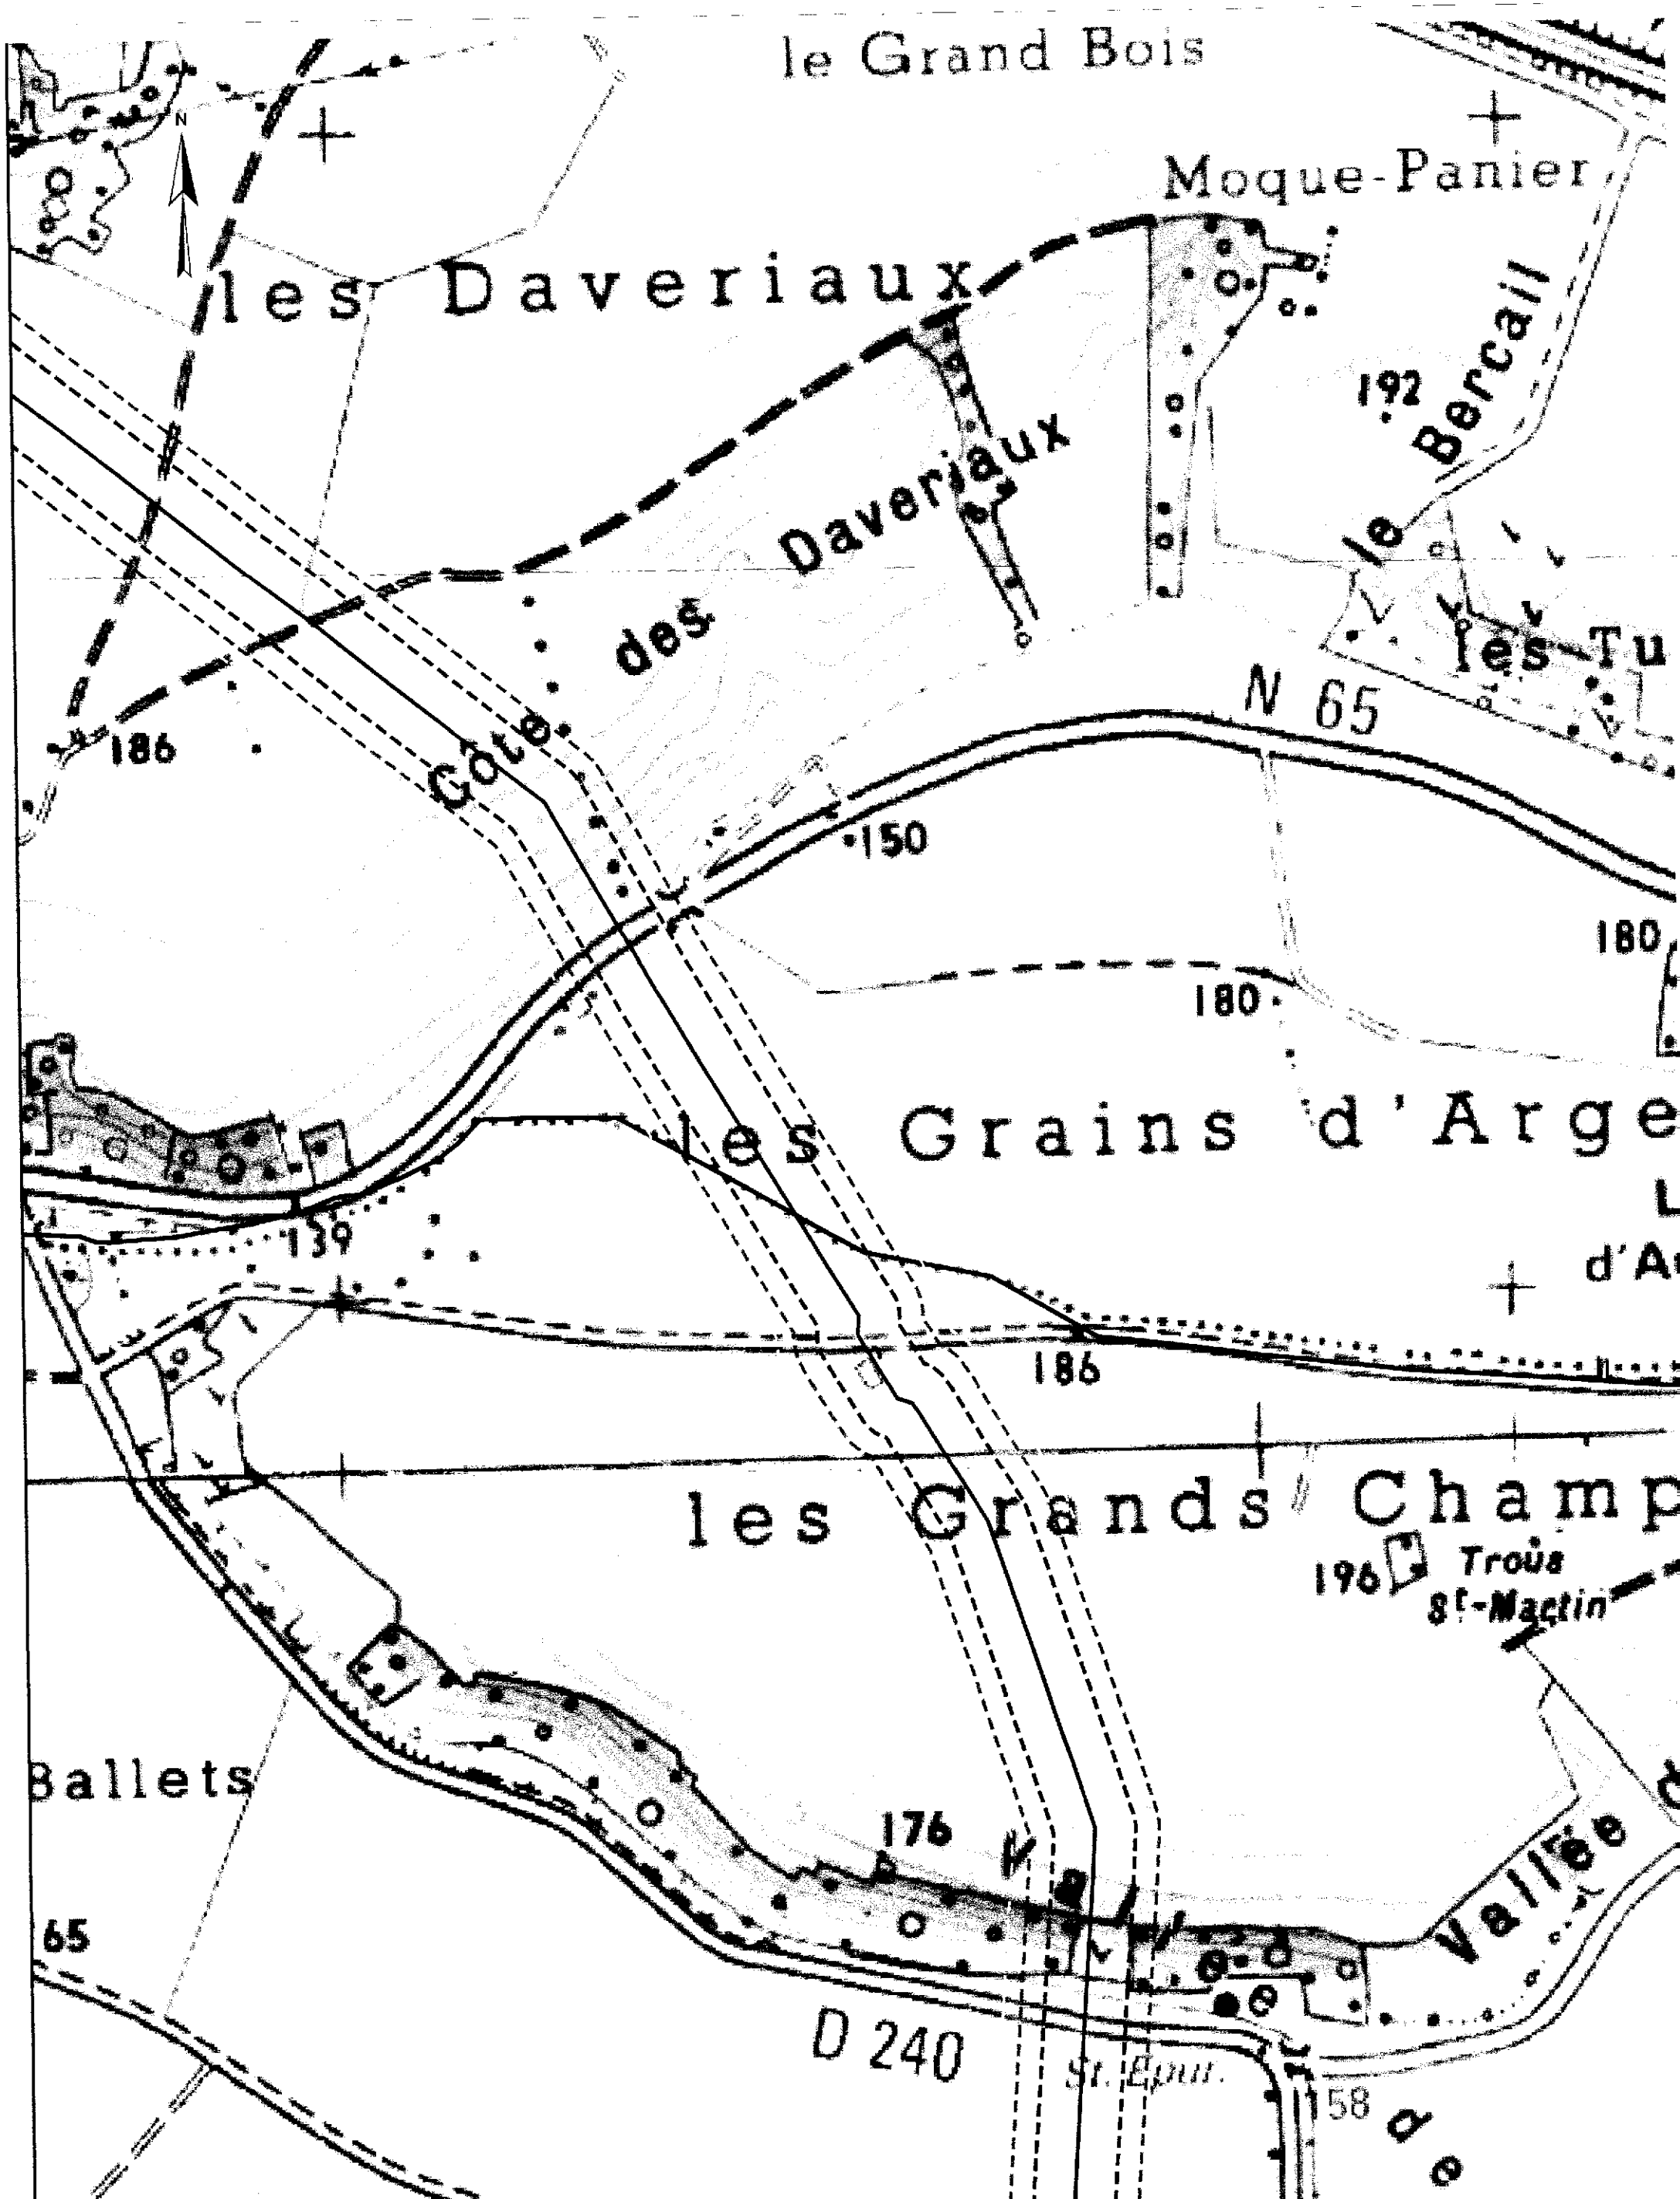 le Grand Bois
N
Moque-Panier
les Daveriaux
le Bercail
192
Côte des Daveriaux
les Tu
N 65
186
150
180
180
les Grains d'Arge
L
d'A
139
186
les Grands Champ
196
Trous
St-Martin
Ballets
176
Vallée d
65
D 240
St. Epur.
158
de